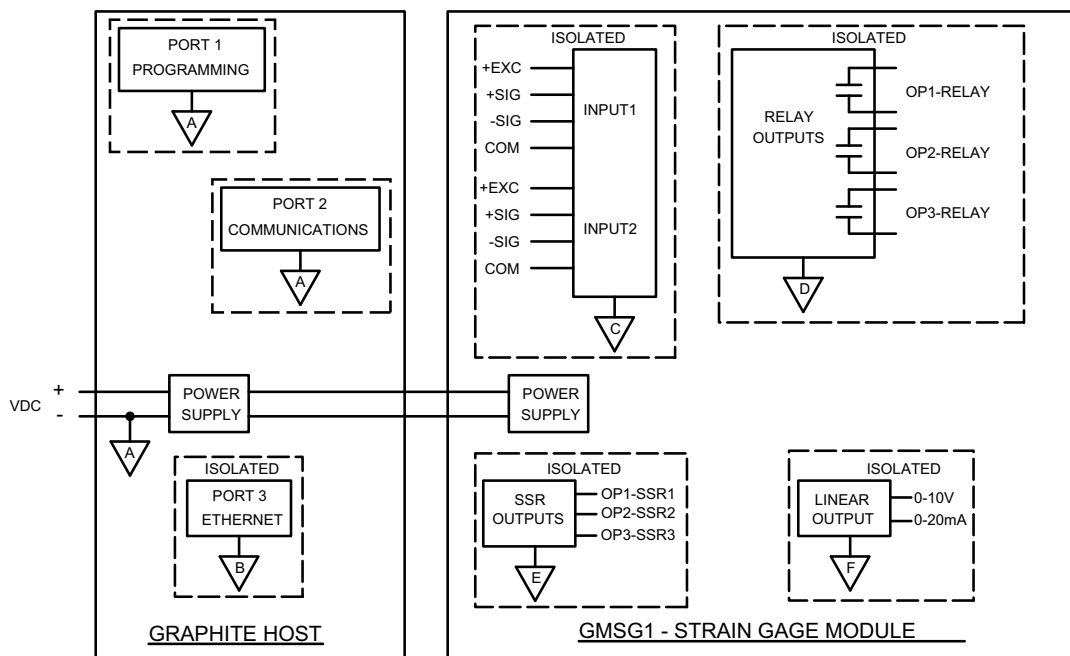 PORT 1
PROGRAMMING
A
PORT 2
COMMUNICATIONS
A
VDC
+
-
A
POWER
SUPPLY
ISOLATED
PORT 3
ETHERNET
B
GRAPHITE HOST
ISOLATED
+EXC
+SIG
-SIG
COM
INPUT1
+EXC
+SIG
-SIG
COM
INPUT2
C
ISOLATED
RELAY
OUTPUTS
OP1-RELAY
OP2-RELAY
OP3-RELAY
D
POWER
SUPPLY
ISOLATED
SSR
OUTPUTS
OP1-SSR1
OP2-SSR2
OP3-SSR3
E
ISOLATED
LINEAR
OUTPUT
0-10V
0-20mA
F
GMSG1 - STRAIN GAGE MODULE